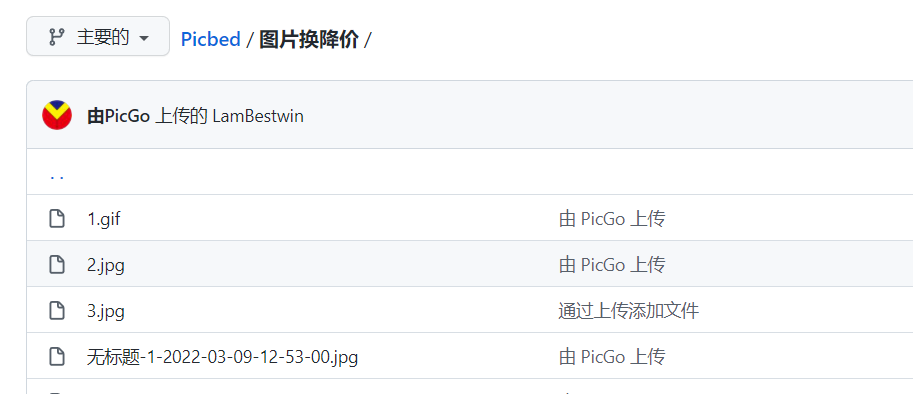 主要的
Picbed / 图片换降价 /
由PicGo 上传的 LamBestwin
. .
1.gif 由 PicGo 上传
2.jpg 由 PicGo 上传
3.jpg 通过上传添加文件
无标题-1-2022-03-09-12-53-00.jpg 由 PicGo 上传